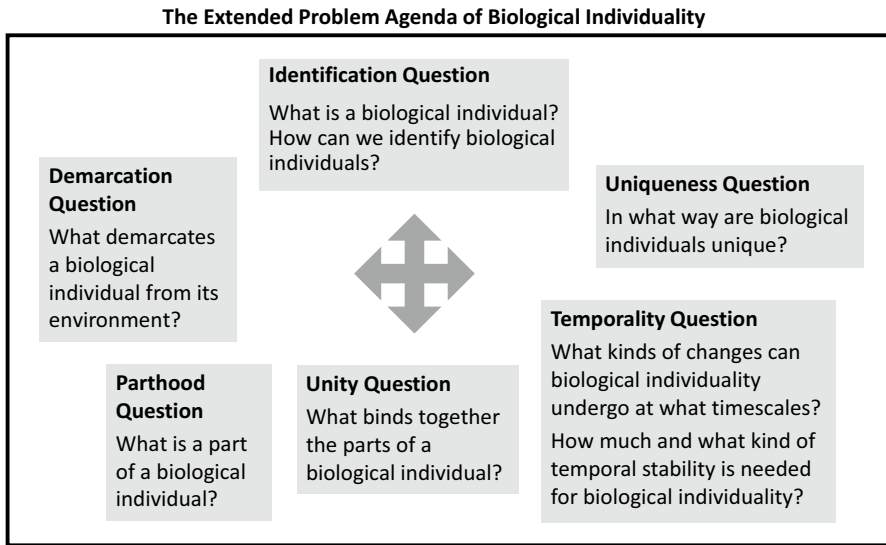 The Extended Problem Agenda of Biological Individuality
Identification Question
What is a biological individual?
How can we identify biological
individuals?
Demarcation
Question
What demarcates
a biological
individual from its
environment?
Uniqueness Question
In what way are biological
individuals unique?
Parthood
Question
What is a part
of a biological
individual?
Unity Question
What binds together
the parts of a
biological individual?
Temporality Question
What kinds of changes can
biological individuality
undergo at what timescales?
How much and what kind of
temporal stability is needed
for biological individuality?